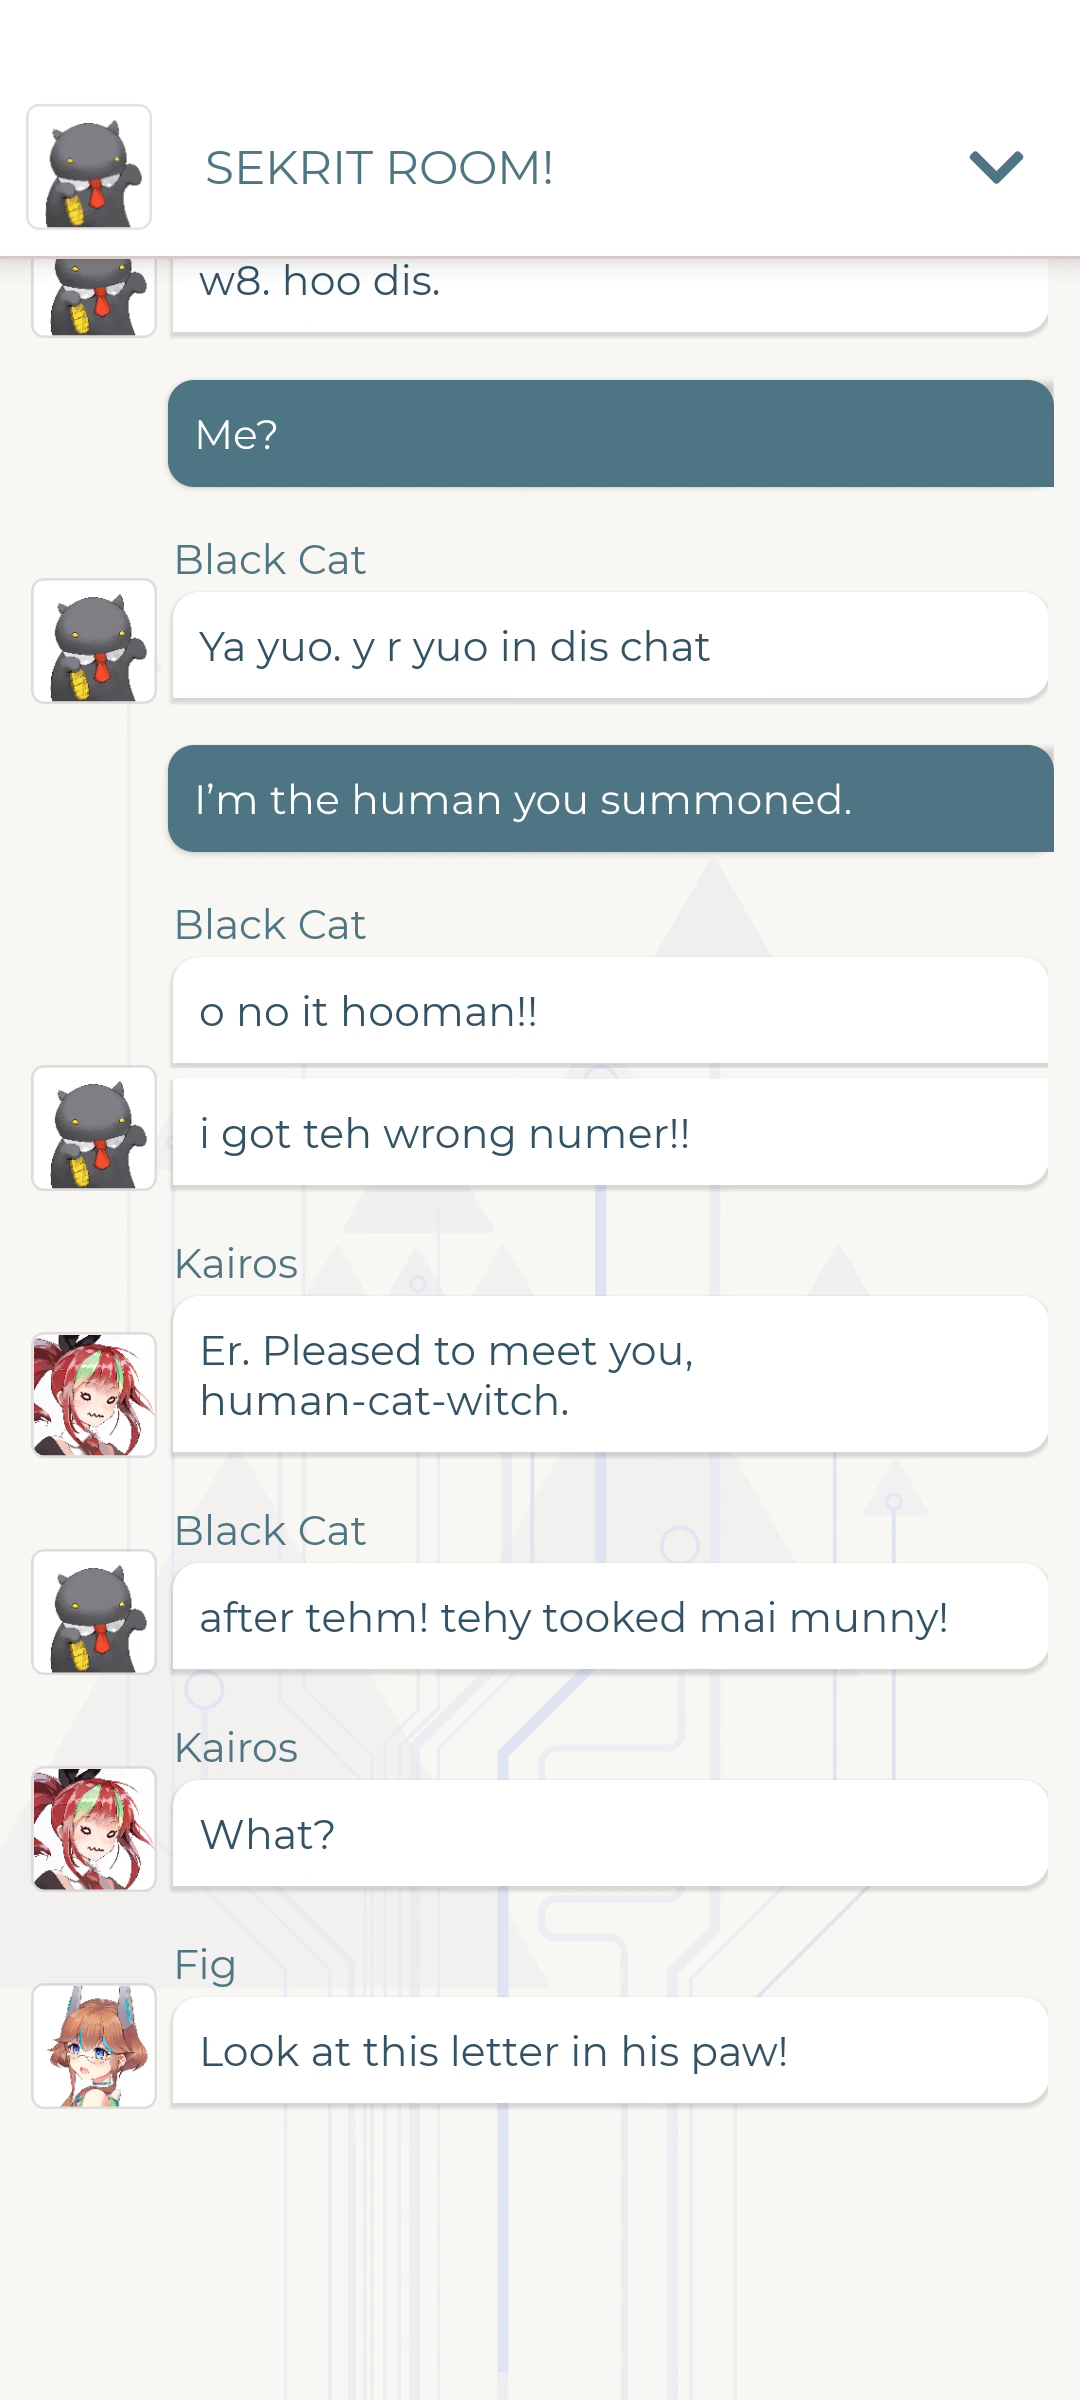 SEKRIT ROOM!
w8. hoo dis.
Me?
Black Cat
Ya yuo. y r yuo in dis chat
I’m the human you summoned.
Black Cat
o no it hooman!!
i got teh wrong numer!!
Kairos
Er. Pleased to meet you,
human-cat-witch.
Black Cat
after tehm! tehy tooked mai munny!
Kairos
What?
Fig
Look at this letter in his paw!